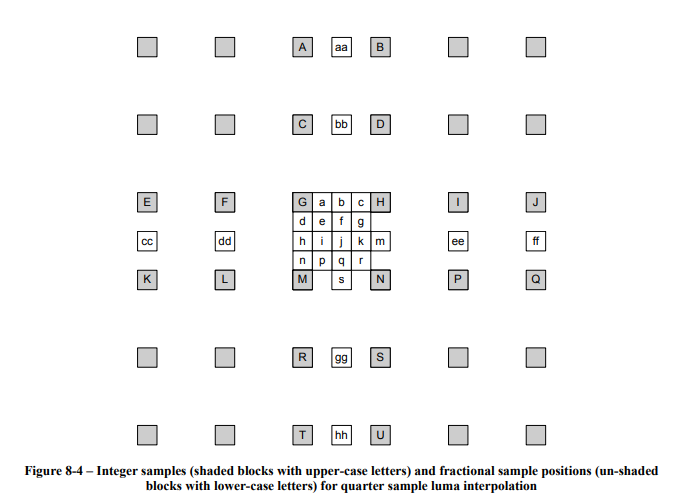 A aa B
C bb D
E F G a b c H I J
d e f g
cc dd h i j k m ee ff
n p q r
K L M s N P Q
R gg S
T hh U
Figure 8-4 – Integer samples (shaded blocks with upper-case letters) and fractional sample positions (un-shaded
blocks with lower-case letters) for quarter sample luma interpolation